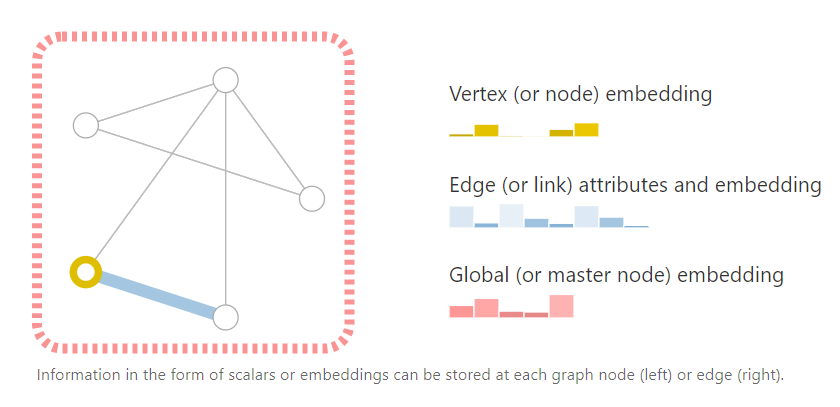 Vertex (or node) embedding
Edge (or link) attributes and embedding
Global (or master node) embedding
Information in the form of scalars or embeddings can be stored at each graph node (left) or edge (right).